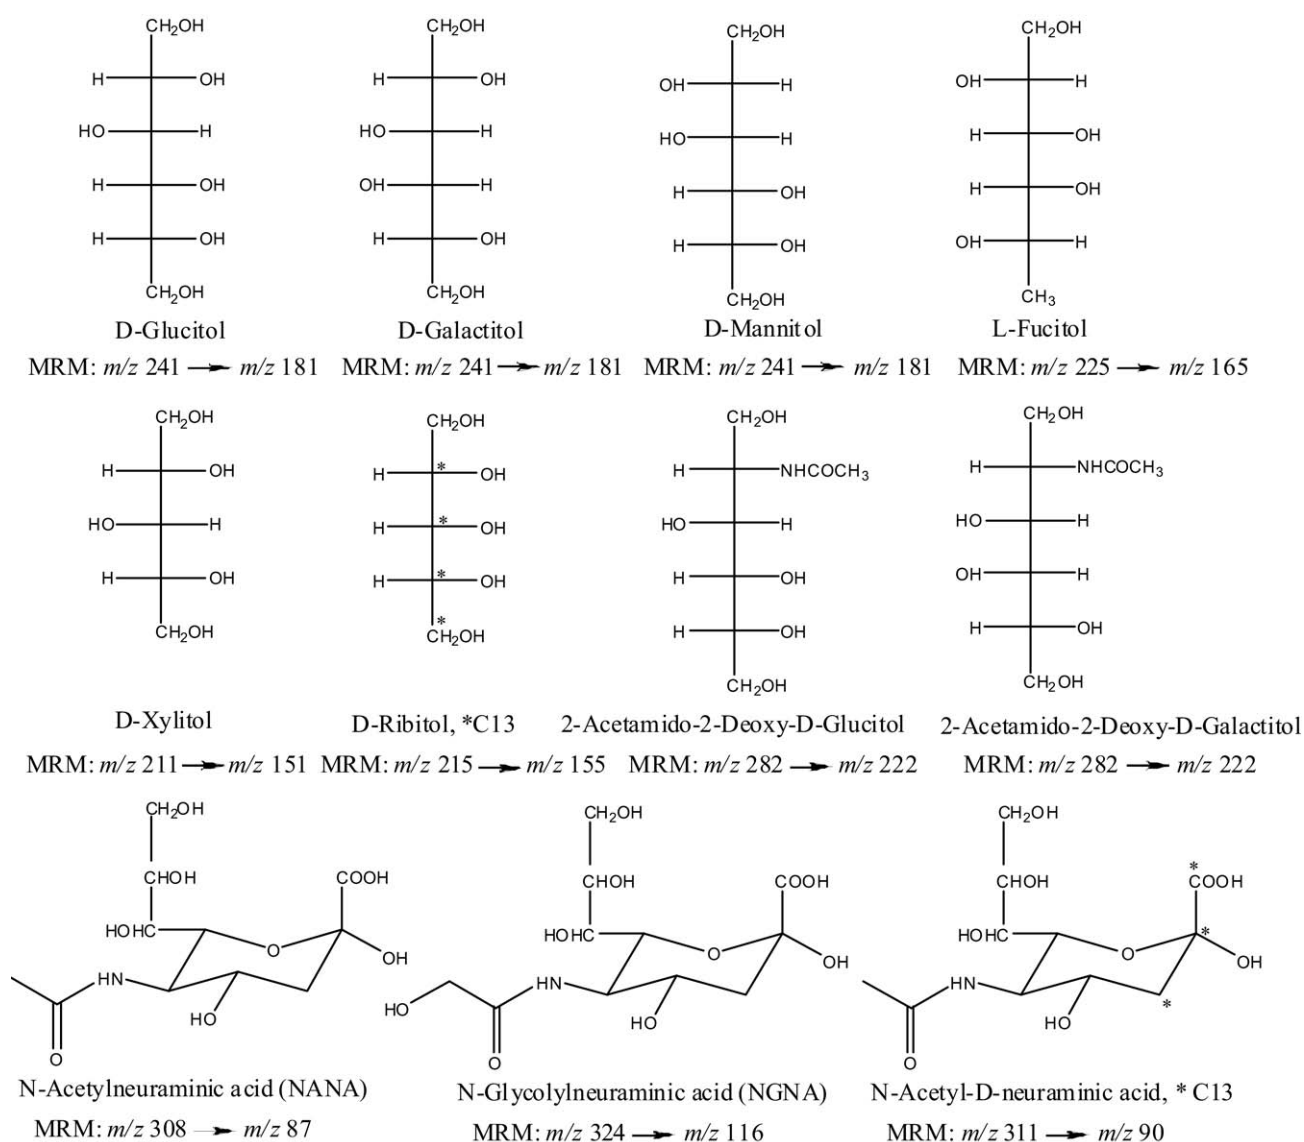 CH₂OH CH₂OH CH₂OH CH₂OH
H OH H OH OH H OH H
HO H HO H HO H H OH
H OH OH H H OH H OH
H OH H OH H OH OH H
CH₂OH CH₂OH CH₂OH CH₃
D-Glucitol D-Galactitol D-Mannitol L-Fucitol
MRM: m/z 241 → m/z 181 MRM: m/z 241 → m/z 181 MRM: m/z 241 → m/z 181 MRM: m/z 225 → m/z 165
CH₂OH CH₂OH CH₂OH CH₂OH
H OH H * OH H NHCOCH₃ H NHCOCH₃
HO H H * OH HO H HO H
H OH H * OH H OH OH H
CH₂OH * CH₂OH H OH H OH
CH₂OH CH₂OH
D-Xylitol D-Ribitol, *C13 2-Acetamido-2-Deoxy-D-Glucitol 2-Acetamido-2-Deoxy-D-Galactitol
MRM: m/z 211 → m/z 151 MRM: m/z 215 → m/z 155 MRM: m/z 282 → m/z 222 MRM: m/z 282 → m/z 222
CH₂OH CH₂OH CH₂OH
CHOH COOH CHOH COOH CHOH * COOH
HOHC O OH HOHC O OH HOHC O * OH
HN HO HN HO HN *
HO HO
O O O
N-Acetylneuraminic acid (NANA) N-Glycolylneuraminic acid (NGNA) N-Acetyl-D-neuraminic acid, * C13
MRM: m/z 308 → m/z 87 MRM: m/z 324 → m/z 116 MRM: m/z 311 → m/z 90